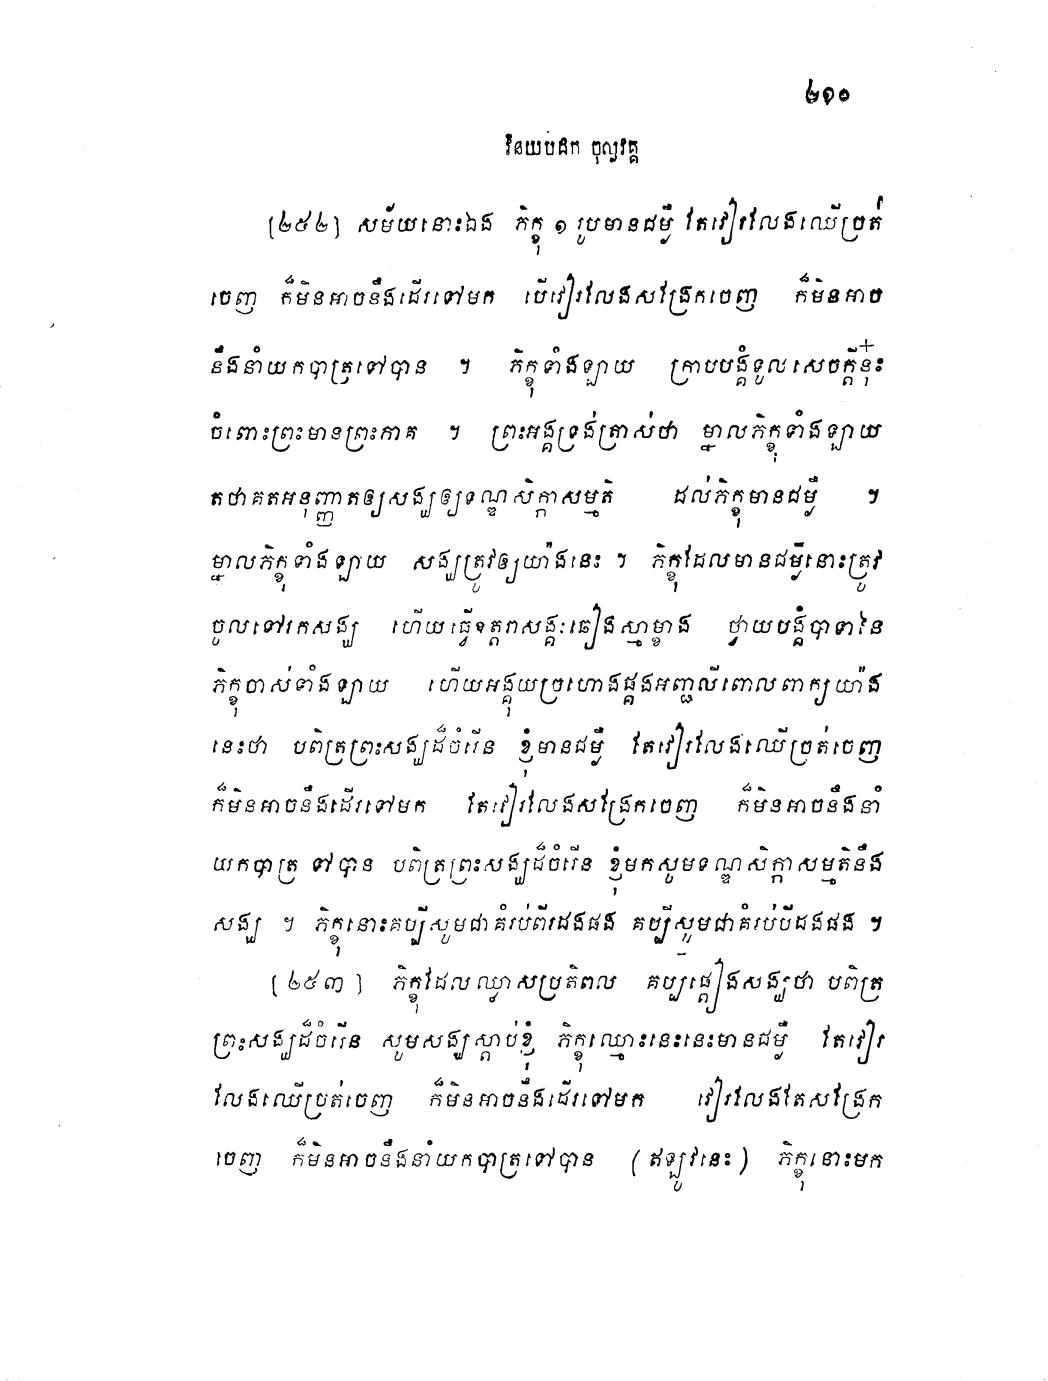 ២១០
វិនយបិដក ចុល្លវគ្គ
[២៥២] សម័យនោះឯង ភិក្ខុ ១ រូបមានជម្ងឺ តែវៀរលែងឈើច្រត់
ចេញ ក៏មិនអាចនឹងដើរទៅមក បើវៀរលែងសង្រែកចេញ ក៏មិនអាច
នឹងនាំយកបាត្រទៅបាន ។ ភិក្ខុទាំងឡាយ ក្រាបបង្គំទូលសេចក្តីនុ៎ះ
ចំពោះព្រះមានព្រះភាគ ។ ព្រះអង្គទ្រង់ត្រាស់ថា ម្នាលភិក្ខុទាំងឡាយ
តថាគតអនុញ្ញាតឲ្យសង្ឃឲ្យទណ្ឌសិក្កាសម្មតិ ដល់ភិក្ខុមានជម្ងឺ ។
ម្នាលភិក្ខុទាំងឡាយ សង្ឃត្រូវឲ្យយ៉ាងនេះ ។ ភិក្ខុដែលមានជម្ងឺនោះត្រូវ
ចូលទៅរកសង្ឃ ហើយធ្វើឧត្តរាសង្គៈឆៀងស្មាម្ខាង ថ្វាយបង្គំបាទានៃ
ភិក្ខុចាស់ទាំងឡាយ ហើយអង្គុយច្រហោងផ្គងអញ្ជលីពោលពាក្យយ៉ាង
នេះថា បពិត្រព្រះសង្ឃដ៏ចំរើន ខ្ញុំមានជម្ងឺ តែវៀរលែងឈើច្រត់ចេញ
ក៏មិនអាចនឹងដើរទៅមក តែវៀរលែងសង្រែកចេញ ក៏មិនអាចនឹងនាំ
យកបាត្រ ទៅបាន បពិត្រព្រះសង្ឃដ៏ចំរើន ខ្ញុំមកសូមទណ្ឌសិក្កាសម្មតិនឹង
សង្ឃ ។ ភិក្ខុនោះគប្បីសូមជាគំរប់ពីរដងផង គប្បីសូមជាគំរប់បីដងផង ។
[២៥៣] ភិក្ខុដែលឈ្លាសប្រតិពល គប្បីផ្តៀងសង្ឃថា បពិត្រ
ព្រះសង្ឃដ៏ចំរើន សូមសង្ឃស្តាប់ខ្ញុំ ភិក្ខុឈ្មោះនេះនេះមានជម្ងឺ តែវៀរ
លែងឈើច្រត់ចេញ ក៏មិនអាចនឹងដើរទៅមក វៀរលែងតែសង្រែក
ចេញ ក៏មិនអាចនឹងនាំយកបាត្រទៅបាន (ឥឡូវនេះ) ភិក្ខុនោះមក